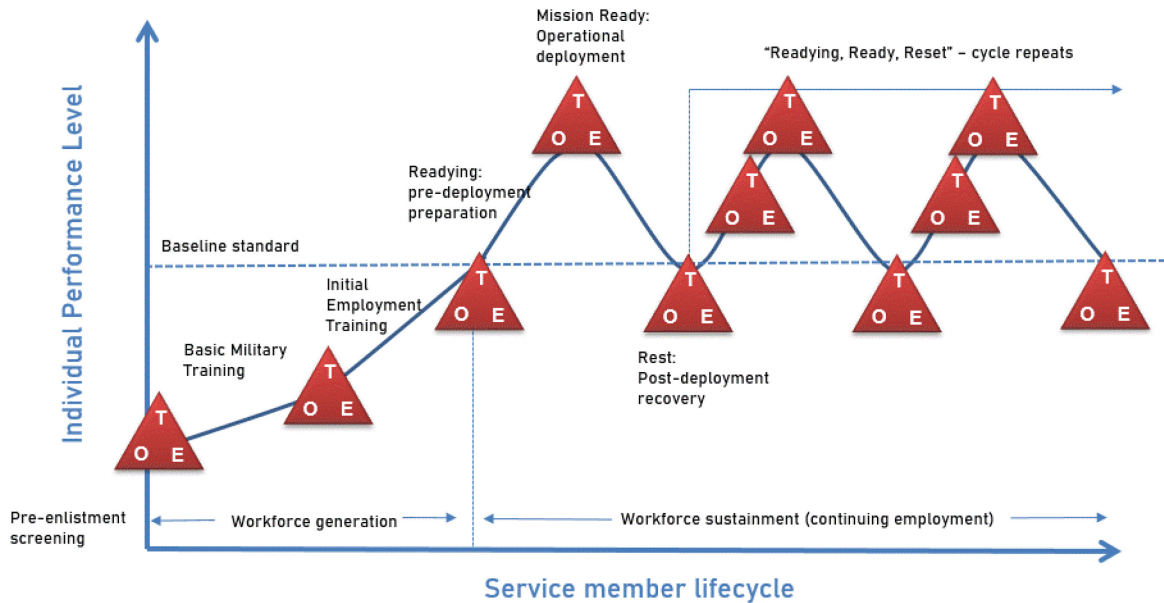 Mission Ready:
Operational
deployment
"Readying, Ready, Reset" – cycle repeats
Individual Performance Level
T
O E
T
O E
T
O E
Readying:
pre-deployment
preparation
T
O E
T
O E
Baseline standard
Initial
Employment
Training
T
O E
T
O E
T
O E
T
O E
Basic Military
Training
T
O E
Rest:
Post-deployment
recovery
T
O E
Pre-enlistment
screening
Workforce generation
Workforce sustainment (continuing employment)
Service member lifecycle